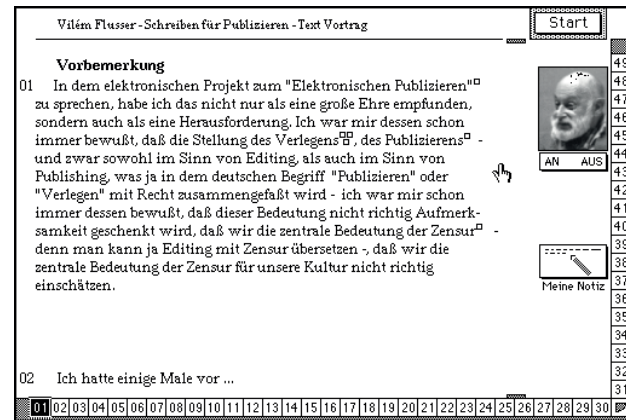 Vilém Flusser - Schreiben für Publizieren - Text Vortrag
Start
Vorbemerkung
01 In dem elektronischen Projekt zum "Elektronischen Publizieren"
zu sprechen, habe ich das nicht nur als eine große Ehre empfunden,
sondern auch als eine Herausforderung. Ich war mir dessen schon
immer bewußt, daß die Stellung des Verlegens, des Publizierens -
und zwar sowohl im Sinn von Editing, als auch im Sinn von
Publishing, was ja in dem deutschen Begriff "Publizieren" oder
"Verlegen" mit Recht zusammengefaßt wird - ich war mir schon
immer dessen bewußt, daß dieser Bedeutung nicht richtig Aufmerk-
samkeit geschenkt wird, daß wir die zentrale Bedeutung der Zensur -
denn man kann ja Editing mit Zensur übersetzen -, daß wir die
zentrale Bedeutung der Zensur für unsere Kultur nicht richtig
einschätzen.
02 Ich hatte einige Male vor ...
AN AUS
Meine Notiz
49
48
47
46
45
44
43
42
41
40
39
38
37
36
35
34
33
32
31
01 02 03 04 05 06 07 08 09 10 11 12 13 14 15 16 17 18 19 20 21 22 23 24 25 26 27 28 29 30